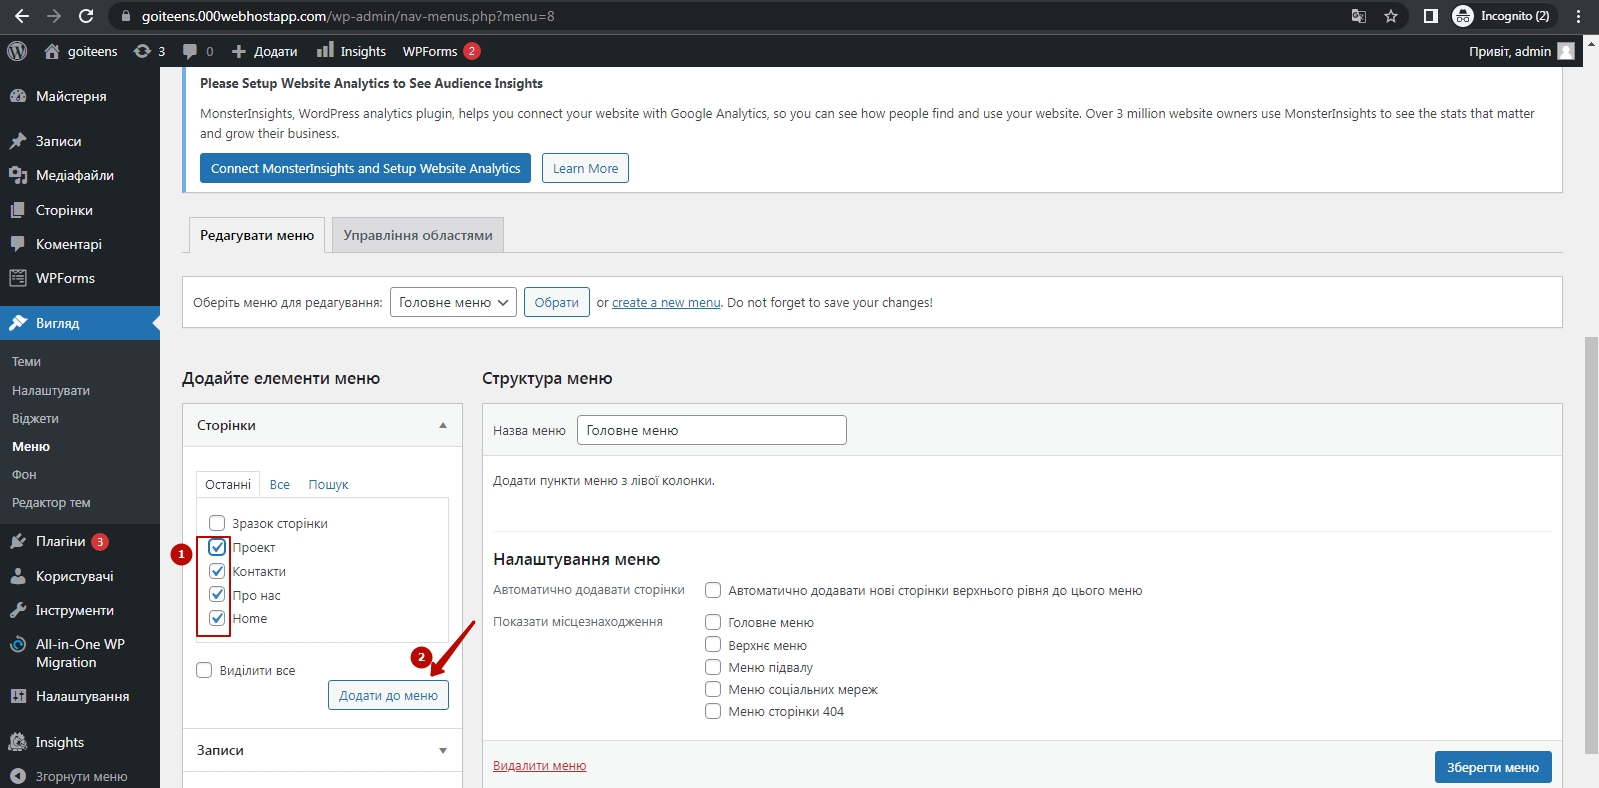 goiteens.000webhostapp.com/wp-admin/nav-menus.php?menu=8
Incognito (2)
goiteens 3 0 Додати Insights WPForms 2
Привіт, admin
Майстерня
Записи
Медіафайли
Сторінки
Коментарі
WPForms
Вигляд
Теми
Налаштувати
Віджети
Меню
Фон
Редактор тем
Плагіни 3
Користувачі
Інструменти
All-in-One WP
Migration
Налаштування
Insights
Згорнути меню
Please Setup Website Analytics to See Audience Insights
MonsterInsights, WordPress analytics plugin, helps you connect your website with Google Analytics, so you can see how people find and use your website. Over 3 million website owners use MonsterInsights to see the stats that matter
and grow their business.
Connect MonsterInsights and Setup Website Analytics
Learn More
Редагувати меню
Управління областями
Оберіть меню для редагування: Головне меню Обрати or create a new menu. Do not forget to save your changes!
Додайте елементи меню
Сторінки
Останні Все Пошук
Зразок сторінки
1
Проект
Контакти
Про нас
Home
2
Виділити все
Додати до меню
Записи
Структура меню
Назва меню Головне меню
Додати пункти меню з лівої колонки.
Налаштування меню
Автоматично додавати сторінки Автоматично додавати нові сторінки верхнього рівня до цього меню
Показати місцезнаходження Головне меню
Верхнє меню
Меню підвалу
Меню соціальних мереж
Меню сторінки 404
Видалити меню
Зберегти меню